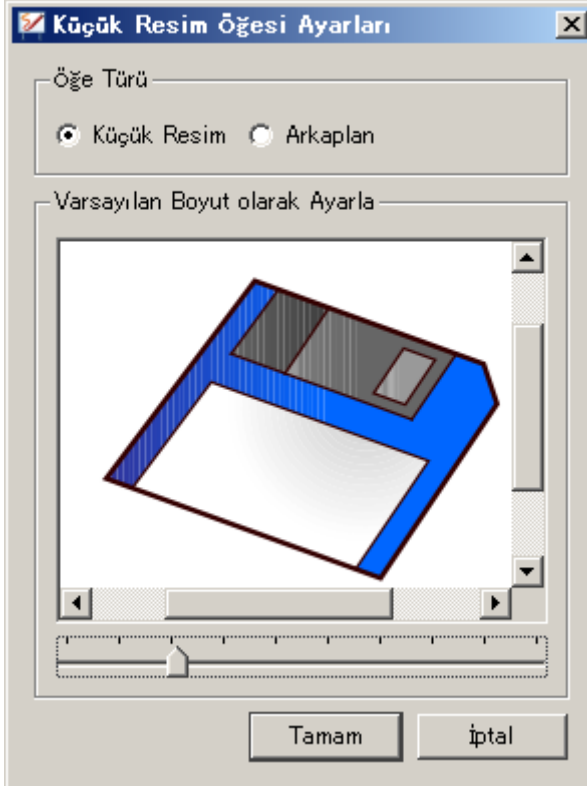 Küçük Resim Öğesi Ayarları
Öğe Türü
Küçük Resim Arkaplan
Varsayılan Boyut olarak Ayarla
Tamam İptal